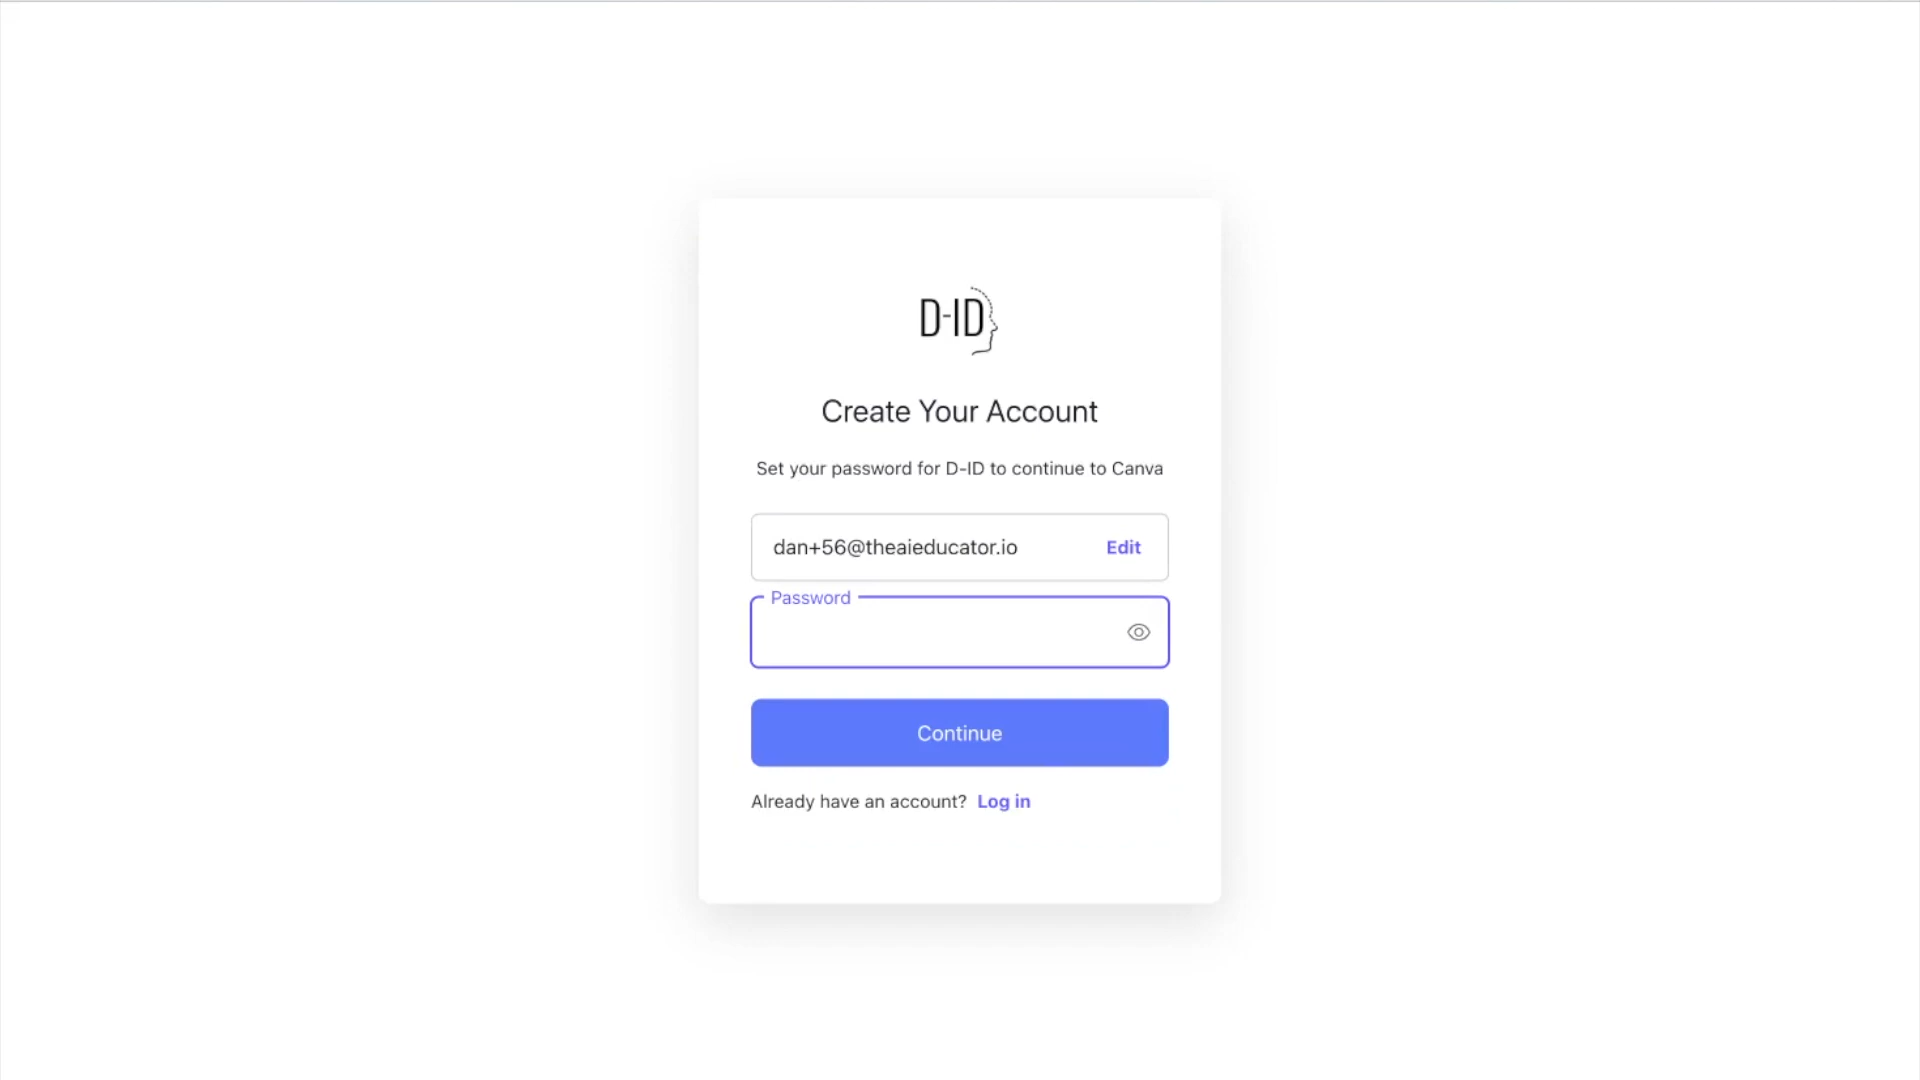 D-ID
Create Your Account
Set your password for D-ID to continue to Canva
dan+56@theaieducator.io Edit
Password
Continue
Already have an account? Log in